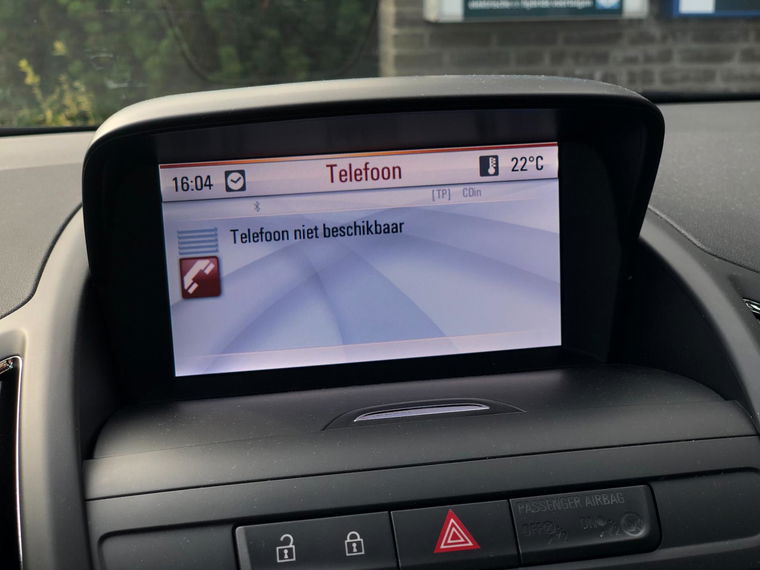 16:04 Telefoon 22°C
[TP] CDin
Telefoon niet beschikbaar
PASSENGER AIRBAG
OFF ON